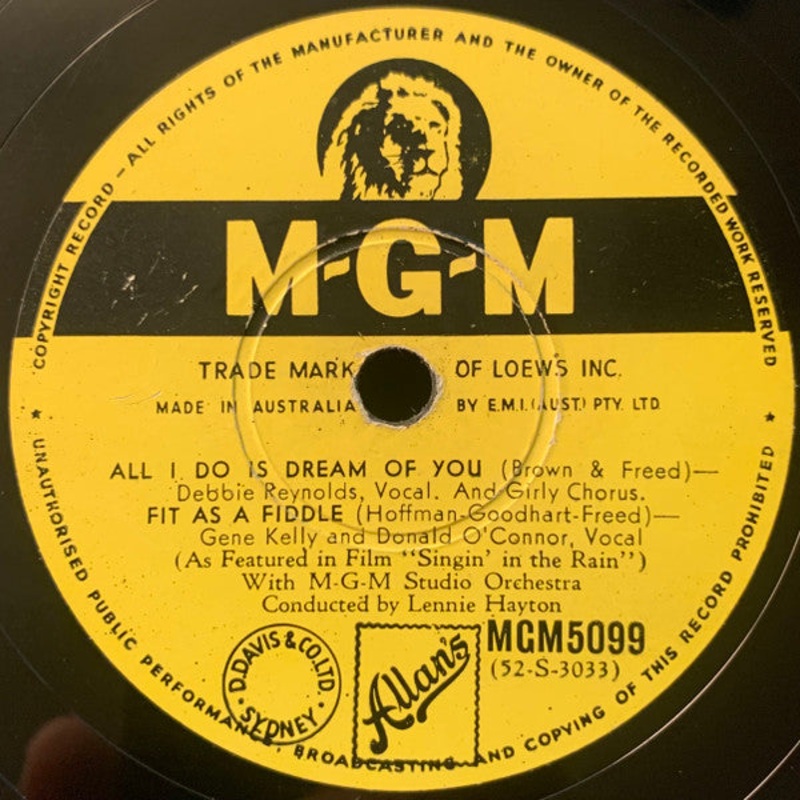 COPYRIGHT RECORD – ALL RIGHTS OF THE MANUFACTURER AND THE OWNER OF THE RECORDED WORK RESERVED
M-G-M
TRADE MARK OF LOEWS INC.
MADE IN AUSTRALIA BY E.M.I. (AUST.) PTY. LTD
ALL I DO IS DREAM OF YOU (Brown & Freed)—
Debbie Reynolds, Vocal. And Girly Chorus.
FIT AS A FIDDLE (Hoffman-Goodhart-Freed)—
Gene Kelly and Donald O'Connor, Vocal
(As Featured in Film "Singin' in the Rain")
With M-G-M Studio Orchestra
Conducted by Lennie Hayton
MGM5099
(52-S-3033)
D. DAVIS & CO. LTD.
SYDNEY
Allan's
UNAUTHORISED PUBLIC PERFORMANCE, BROADCASTING AND COPYING OF THIS RECORD PROHIBITED